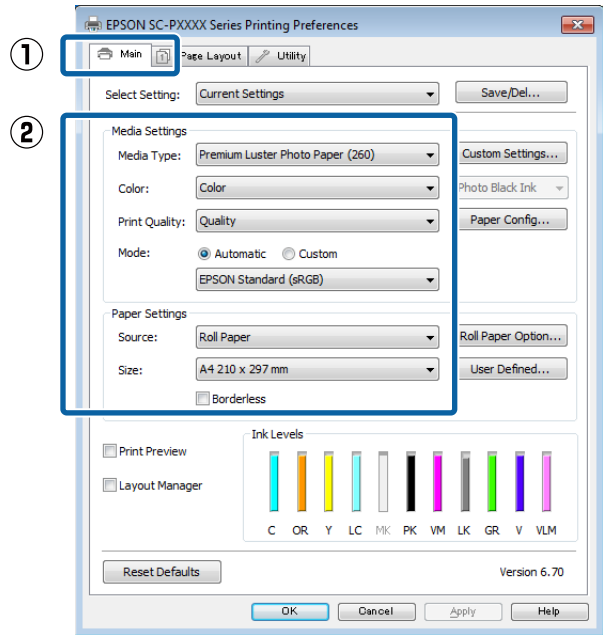 EPSON SC-PXXXX Series Printing Preferences
1
Main Page Layout Utility
Select Setting: Current Settings Save/Del...
2
Media Settings
Media Type: Premium Luster Photo Paper (260) Custom Settings...
Color: Color Photo Black Ink
Print Quality: Quality Paper Config...
Mode: Automatic Custom
EPSON Standard (sRGB)
Paper Settings
Source: Roll Paper Roll Paper Option...
Size: A4 210 x 297 mm User Defined...
Borderless
Ink Levels
Print Preview
Layout Manager
C OR Y LC MK PK VM LK GR V VLM
Reset Defaults Version 6.70
OK Cancel Apply Help